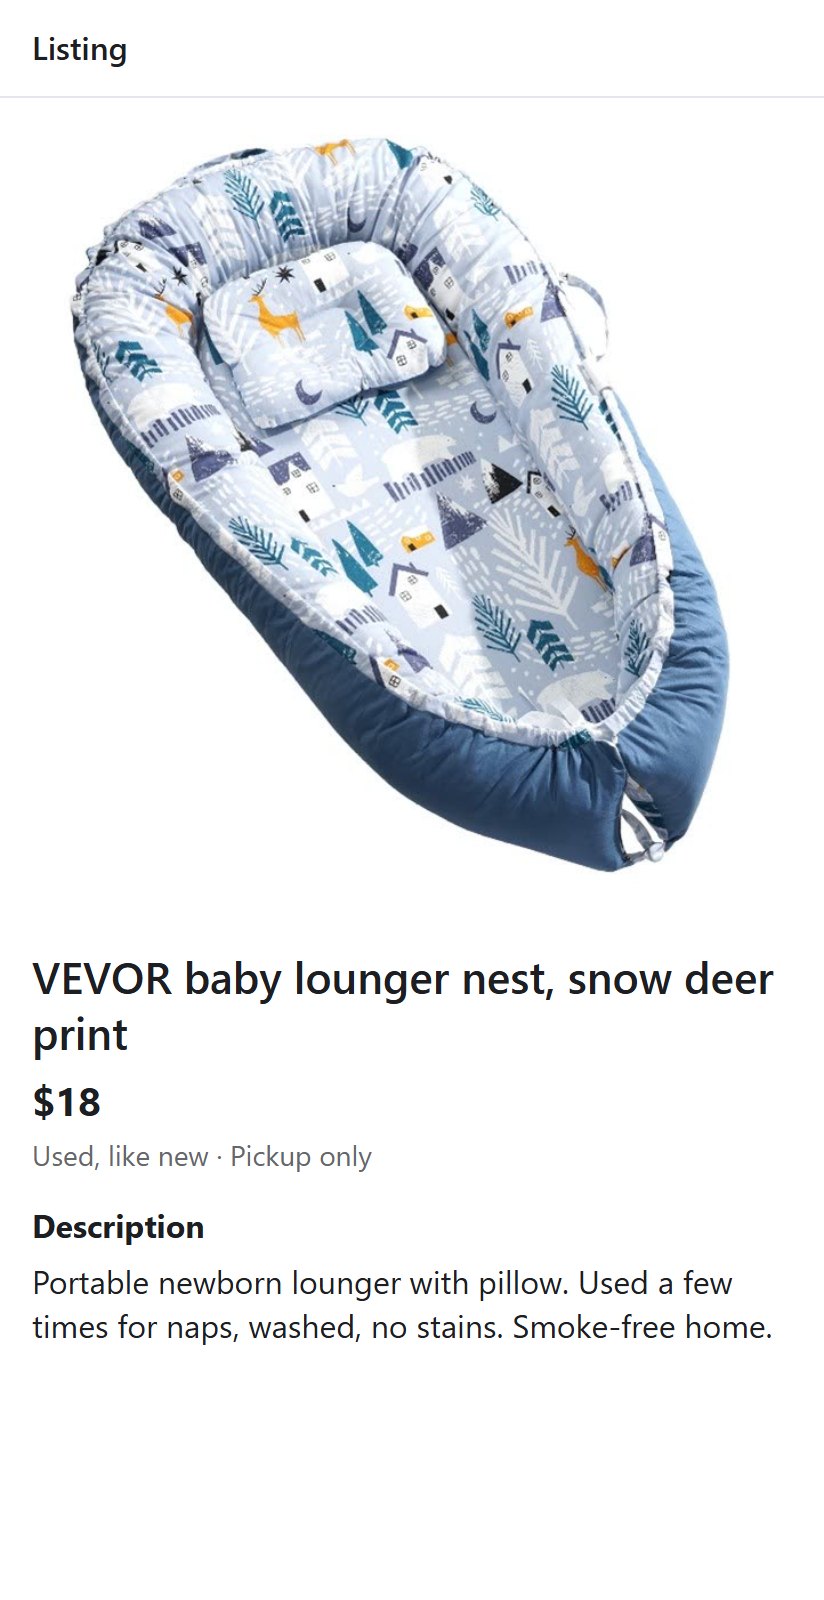 Listing
VEVOR baby lounger nest, snow deer
print
$18
Used, like new · Pickup only
Description
Portable newborn lounger with pillow. Used a few
times for naps, washed, no stains. Smoke-free home.